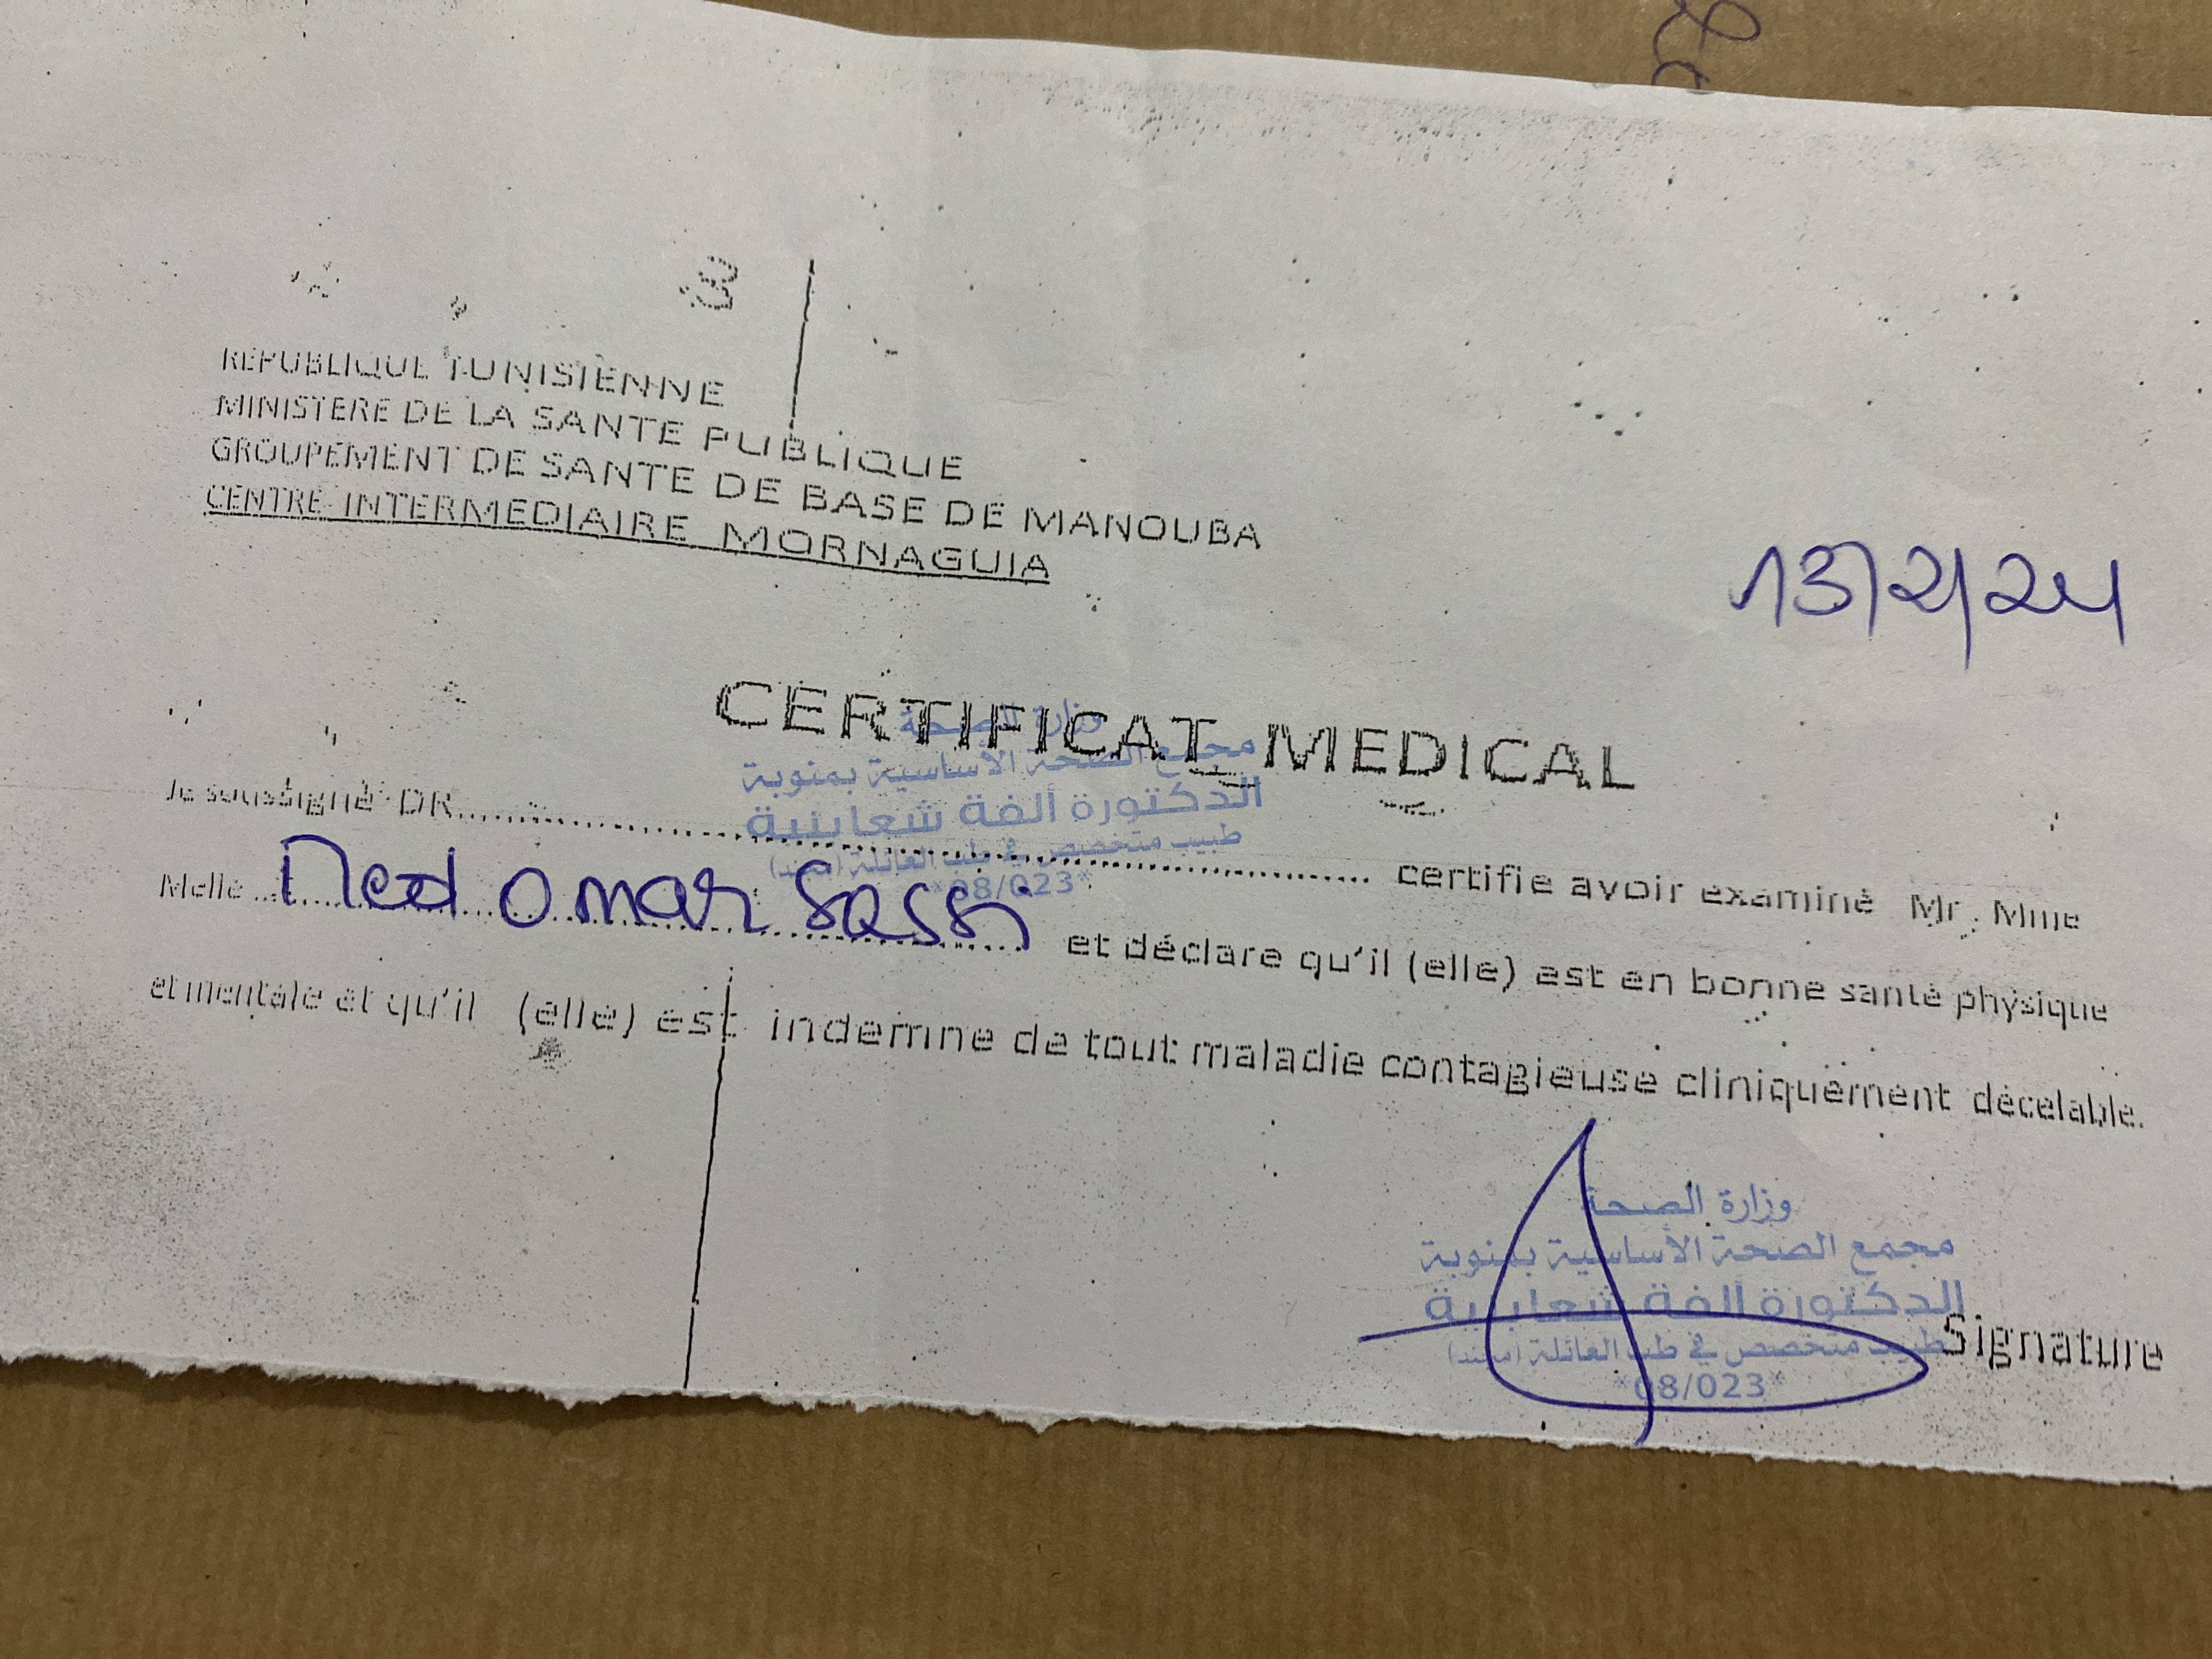 REPUBLIQUE TUNISIENNE
MINISTERE DE LA SANTE PUBLIQUE
GROUPEMENT DE SANTE DE BASE DE MANOUBA
CENTRE INTERMEDIAIRE MORNAGUIA
13/2/24
CERTIFICAT MEDICAL
وزارة الصحة
مجمع الصحة الأساسية بمنوبة
الدكتورة ألفة شعابينية
طبيب متخصص في طب العائلة
*08/023*
Je soussigné DR.................... certifie avoir examiné Mr. Mme
Melle Med Omar Sassi et déclare qu'il (elle) est en bonne santé physique
et mentale et qu'il (elle) est indemne de tout maladie contagieuse cliniquement décelable.
وزارة الصحة
مجمع الصحة الأساسية بمنوبة
الدكتورة ألفة شعابينية
طبيب متخصص في طب العائلة
*08/023*
Signature